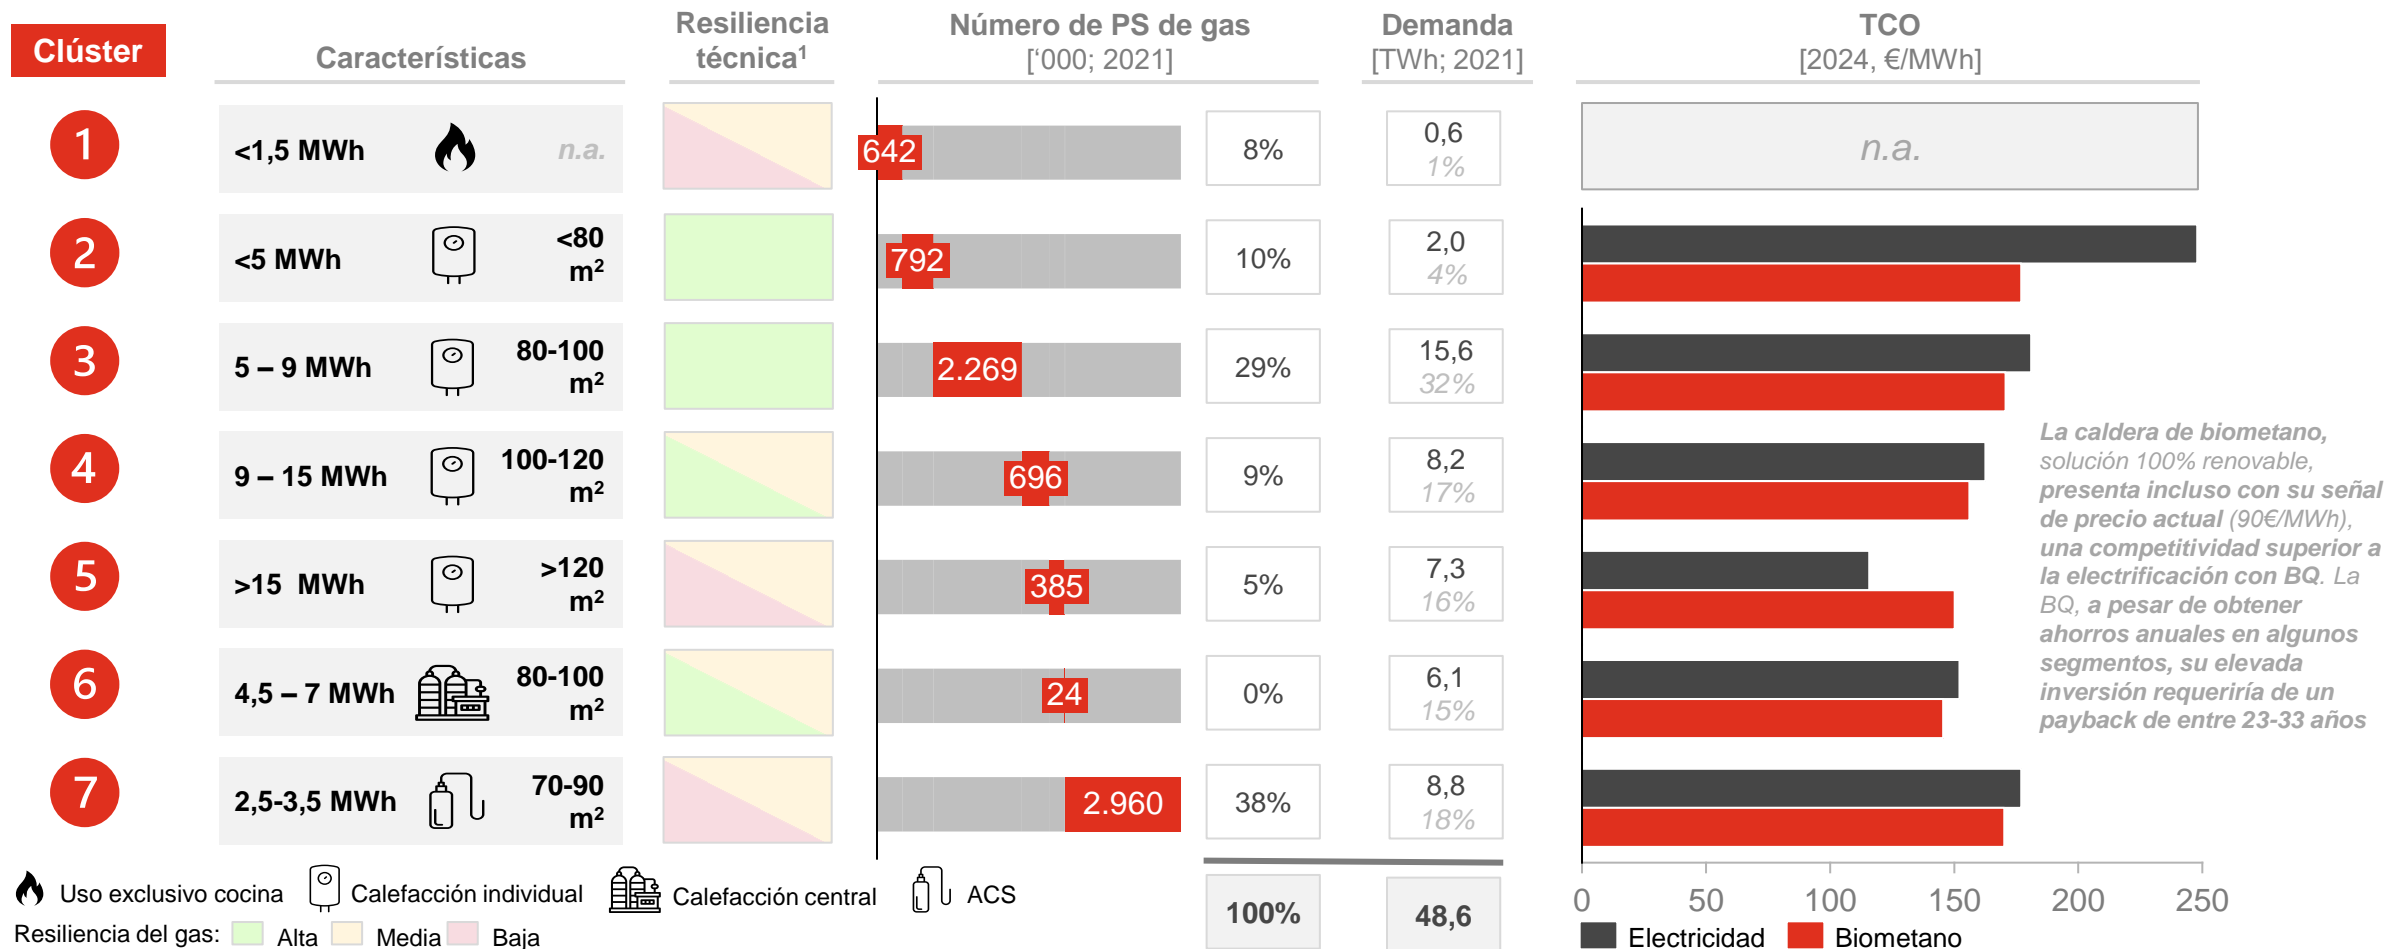 Clúster
Características
Resiliencia
técnica¹
Número de PS de gas
[‘000; 2021]
Demanda
[TWh; 2021]
TCO
[2024, €/MWh]
1
<1,5 MWh
n.a.
642
8%
0,6
1%
n.a.
2
<5 MWh
<80
m²
792
10%
2,0
4%
3
5 – 9 MWh
80-100
m²
2.269
29%
15,6
32%
4
9 – 15 MWh
100-120
m²
696
9%
8,2
17%
5
>15 MWh
>120
m²
385
5%
7,3
16%
6
4,5 – 7 MWh
80-100
m²
24
0%
6,1
15%
7
2,5-3,5 MWh
70-90
m²
2.960
38%
8,8
18%
La caldera de biometano,
solución 100% renovable,
presenta incluso con su señal
de precio actual (90€/MWh),
una competitividad superior a
la electrificación con BQ. La
BQ, a pesar de obtener
ahorros anuales en algunos
segmentos, su elevada
inversión requeriría de un
payback de entre 23-33 años
100%
48,6
0 50 100 150 200 250
Electricidad Biometano
Uso exclusivo cocina Calefacción individual Calefacción central ACS
Resiliencia del gas: Alta Media Baja